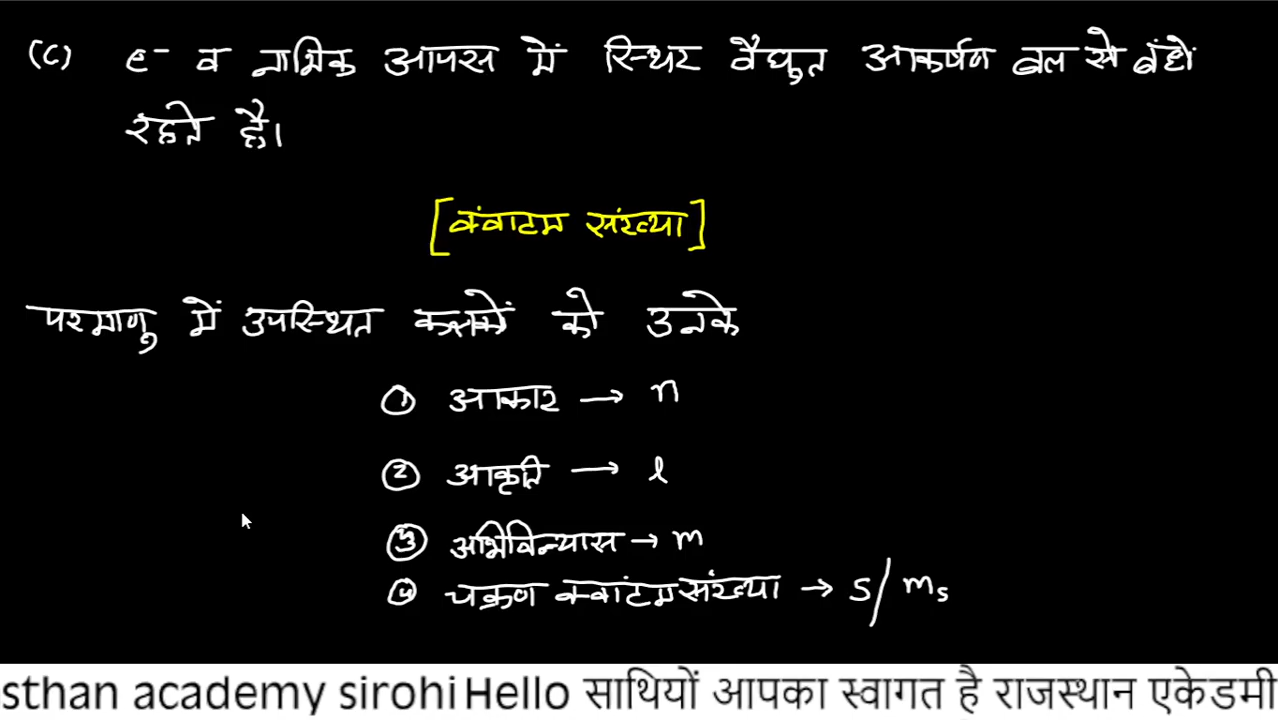 (C) e⁻ व नाभिक आपस में स्थिर वैद्युत आकर्षण बल से बंधे
रहते है।
[क्वाटम संख्या]
परमाणु में उपस्थित कक्षकों को उनके
① आकार → n
② आकृति → l
③ अभिविन्यास → m
④ चक्रण क्वांटम संख्या → s/ms
sthan academy sirohi Hello साथियों आपका स्वागत है राजस्थान एकेडमी